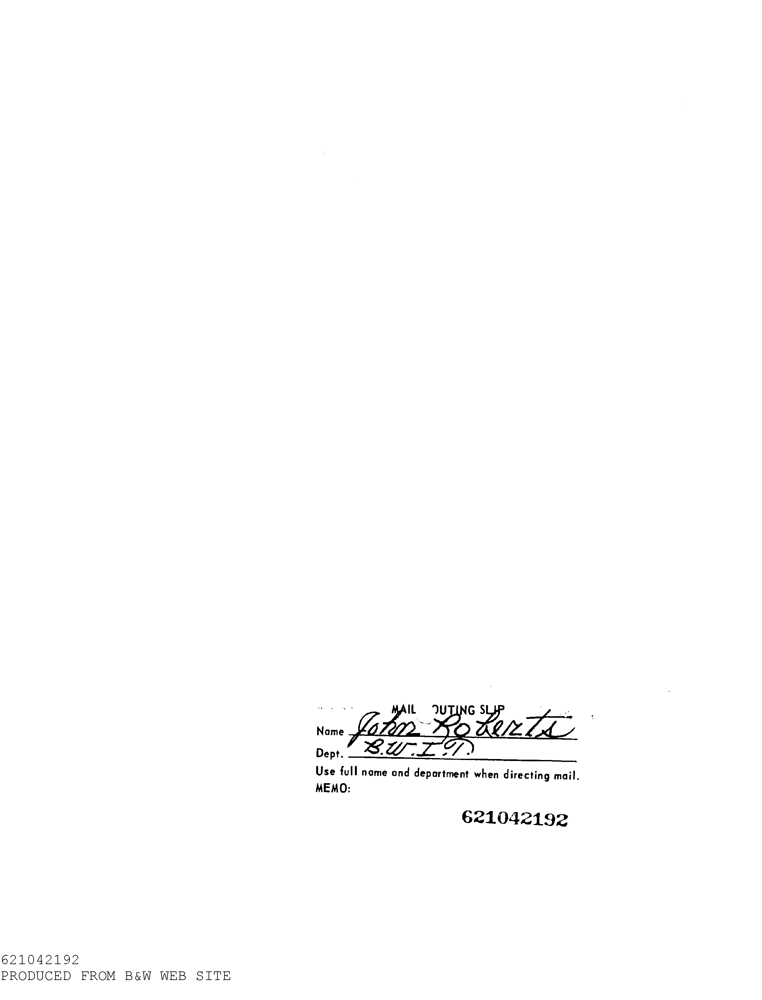 MAIL OUTING SLIP
Name John Roberts
Dept. B.W.I.T.
Use full name and department when directing mail.
MEMO:
621042192
621042192
PRODUCED FROM B&W WEB SITE